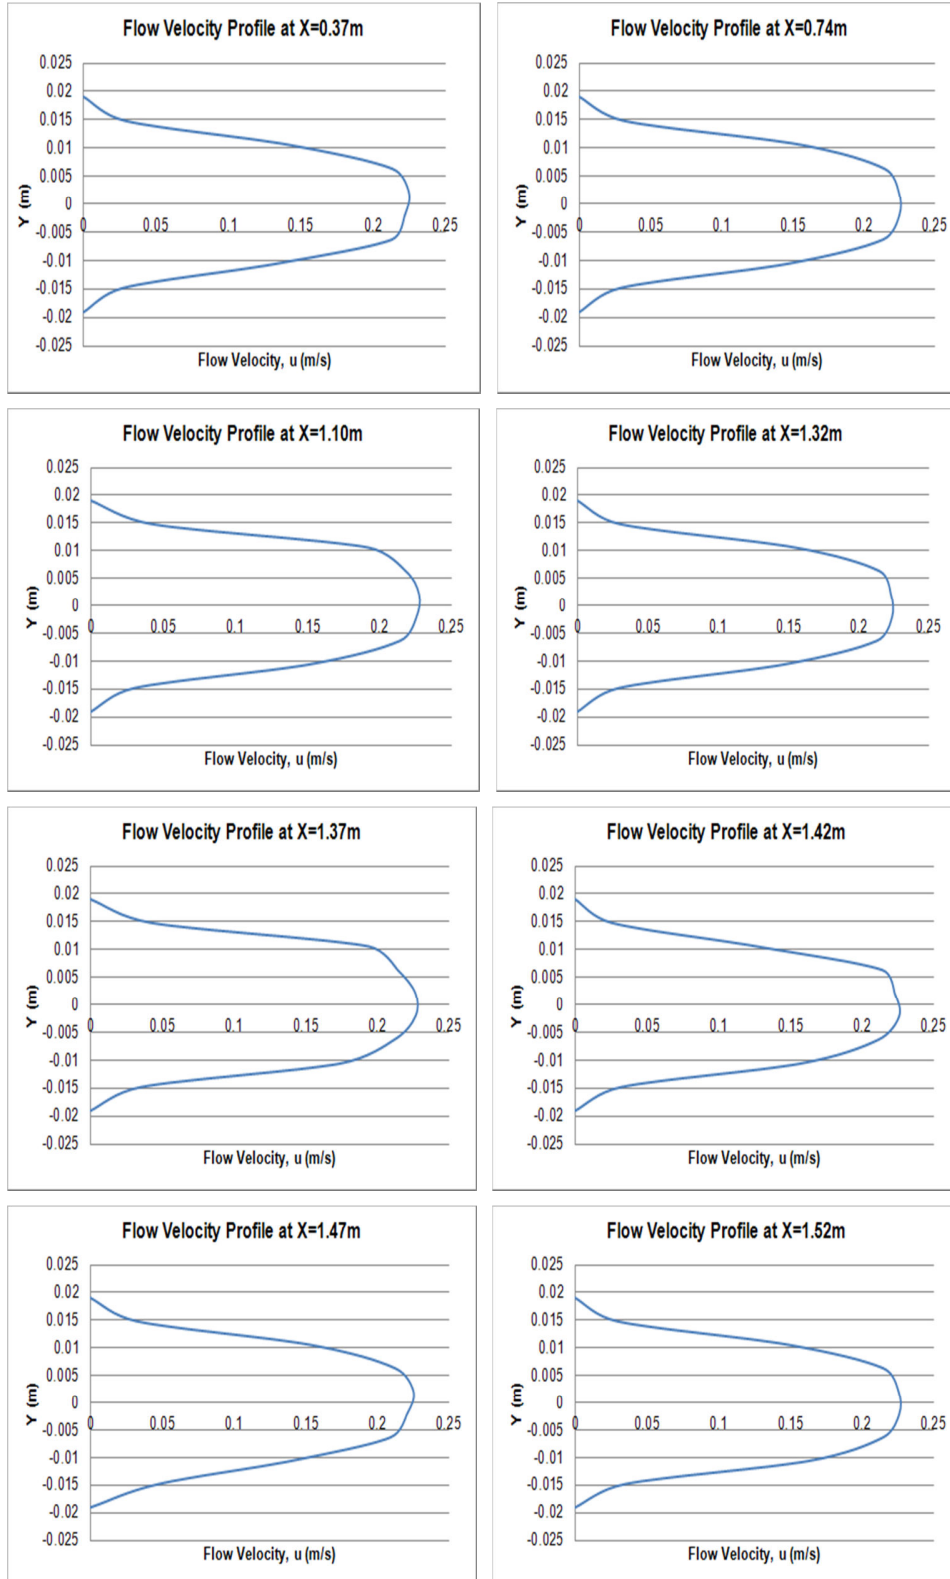 Flow Velocity Profile at X=0.37m
0.025
0.02
0.015
0.01
0.005
0
-0.005
-0.01
-0.015
-0.02
-0.025
Y (m)
0 0.05 0.1 0.15 0.2 0.25
Flow Velocity, u (m/s)
Flow Velocity Profile at X=0.74m
0.025
0.02
0.015
0.01
0.005
0
-0.005
-0.01
-0.015
-0.02
-0.025
Y (m)
0 0.05 0.1 0.15 0.2 0.25
Flow Velocity, u (m/s)
Flow Velocity Profile at X=1.10m
0.025
0.02
0.015
0.01
0.005
0
-0.005
-0.01
-0.015
-0.02
-0.025
Y (m)
0 0.05 0.1 0.15 0.2 0.25
Flow Velocity, u (m/s)
Flow Velocity Profile at X=1.32m
0.025
0.02
0.015
0.01
0.005
0
-0.005
-0.01
-0.015
-0.02
-0.025
Y (m)
0 0.05 0.1 0.15 0.2 0.25
Flow Velocity, u (m/s)
Flow Velocity Profile at X=1.37m
0.025
0.02
0.015
0.01
0.005
0
-0.005
-0.01
-0.015
-0.02
-0.025
Y (m)
0 0.05 0.1 0.15 0.2 0.25
Flow Velocity, u (m/s)
Flow Velocity Profile at X=1.42m
0.025
0.02
0.015
0.01
0.005
0
-0.005
-0.01
-0.015
-0.02
-0.025
Y (m)
0 0.05 0.1 0.15 0.2 0.25
Flow Velocity, u (m/s)
Flow Velocity Profile at X=1.47m
0.025
0.02
0.015
0.01
0.005
0
-0.005
-0.01
-0.015
-0.02
-0.025
Y (m)
0 0.05 0.1 0.15 0.2 0.25
Flow Velocity, u (m/s)
Flow Velocity Profile at X=1.52m
0.025
0.02
0.015
0.01
0.005
0
-0.005
-0.01
-0.015
-0.02
-0.025
Y (m)
0 0.05 0.1 0.15 0.2 0.25
Flow Velocity, u (m/s)